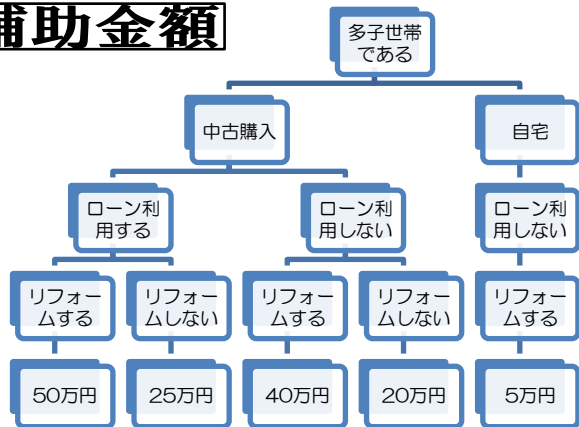 補助金額
多子世帯
である
中古購入
自宅
ローン利
用する
ローン利
用しない
ローン利
用しない
リフォー
ムする
リフォー
ムしない
リフォー
ムする
リフォー
ムしない
リフォー
ムする
50万円
25万円
40万円
20万円
5万円